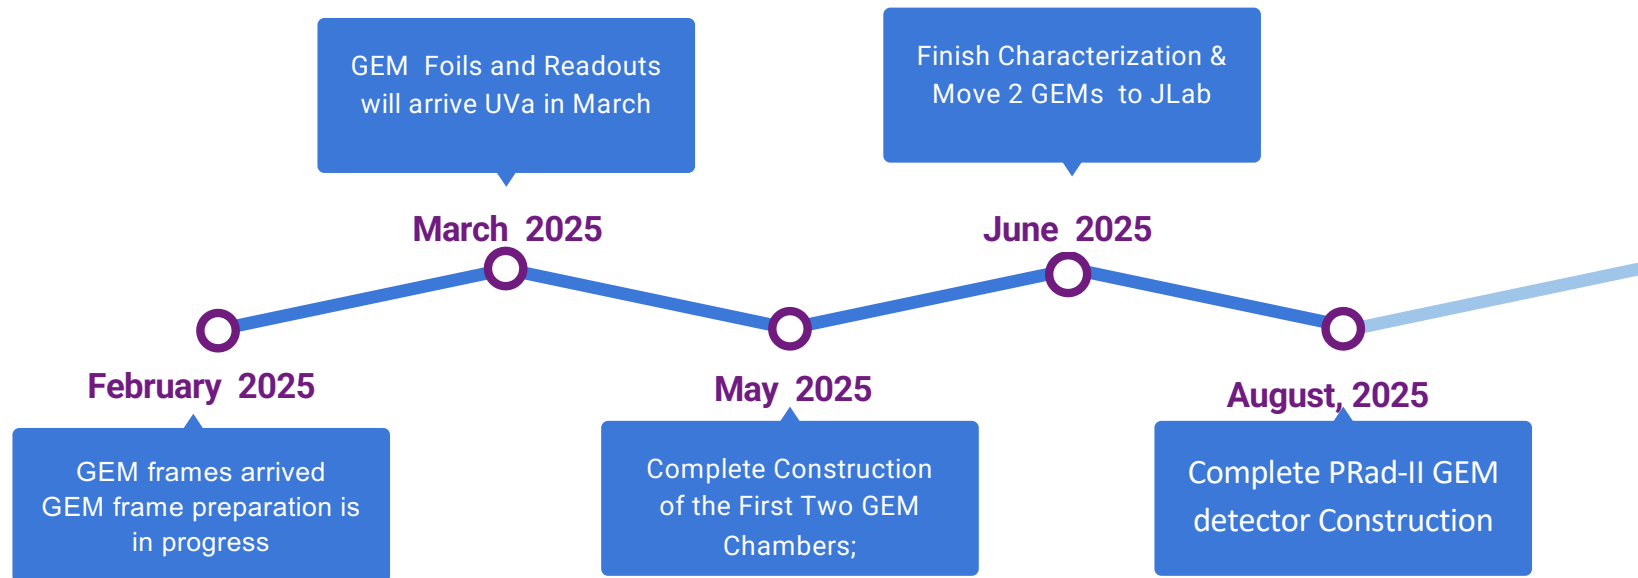 GEM Foils and Readouts
will arrive UVa in March
Finish Characterization &
Move 2 GEMs to JLab
March 2025
June 2025
February 2025
May 2025
August, 2025
GEM frames arrived
GEM frame preparation is
in progress
Complete Construction
of the First Two GEM
Chambers;
Complete PRad-II GEM
detector Construction